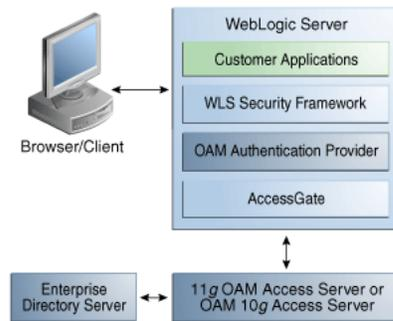 WebLogic Server
Customer Applications
WLS Security Framework
Browser/Client
OAM Authentication Provider
AccessGate
Enterprise
Directory Server
11g OAM Access Server or
OAM 10g Access Server